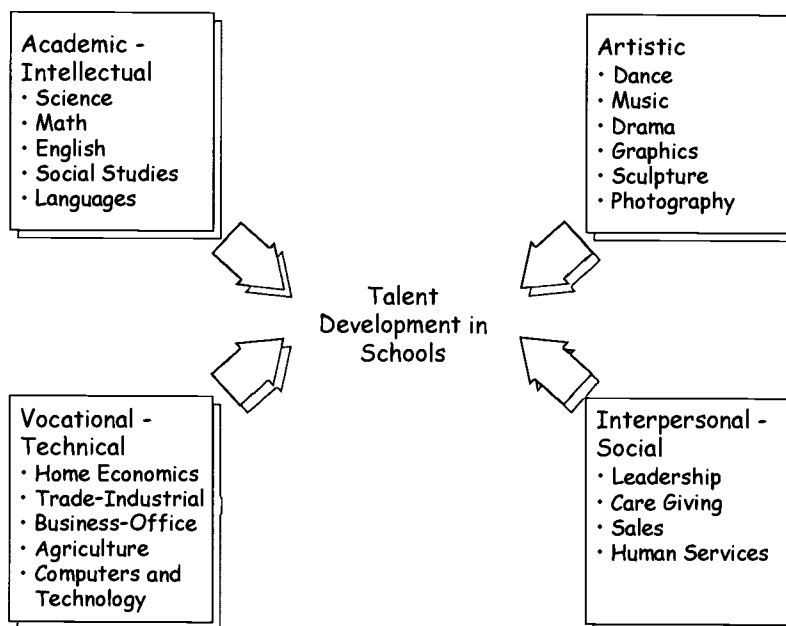 Academic -
Intellectual
· Science
· Math
· English
· Social Studies
· Languages
Artistic
· Dance
· Music
· Drama
· Graphics
· Sculpture
· Photography
Talent
Development in
Schools
Vocational -
Technical
· Home Economics
· Trade-Industrial
· Business-Office
· Agriculture
· Computers and
Technology
Interpersonal -
Social
· Leadership
· Care Giving
· Sales
· Human Services